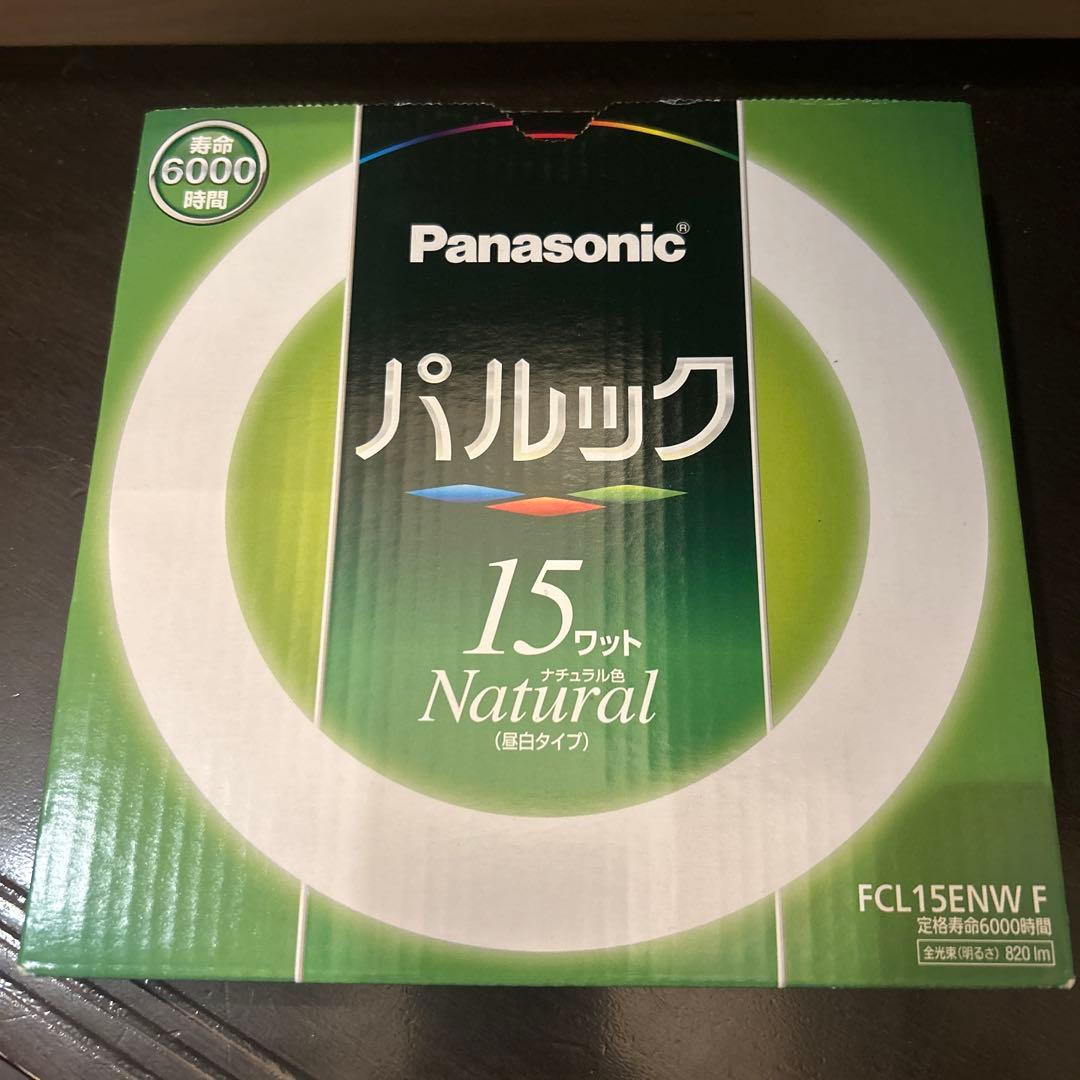 寿命
6000
時間
Panasonic®
パルック
15ワット
ナチュラル色
Natural
(昼白タイプ)
FCL15ENW F
定格寿命6000時間
全光束(明るさ) 820 lm